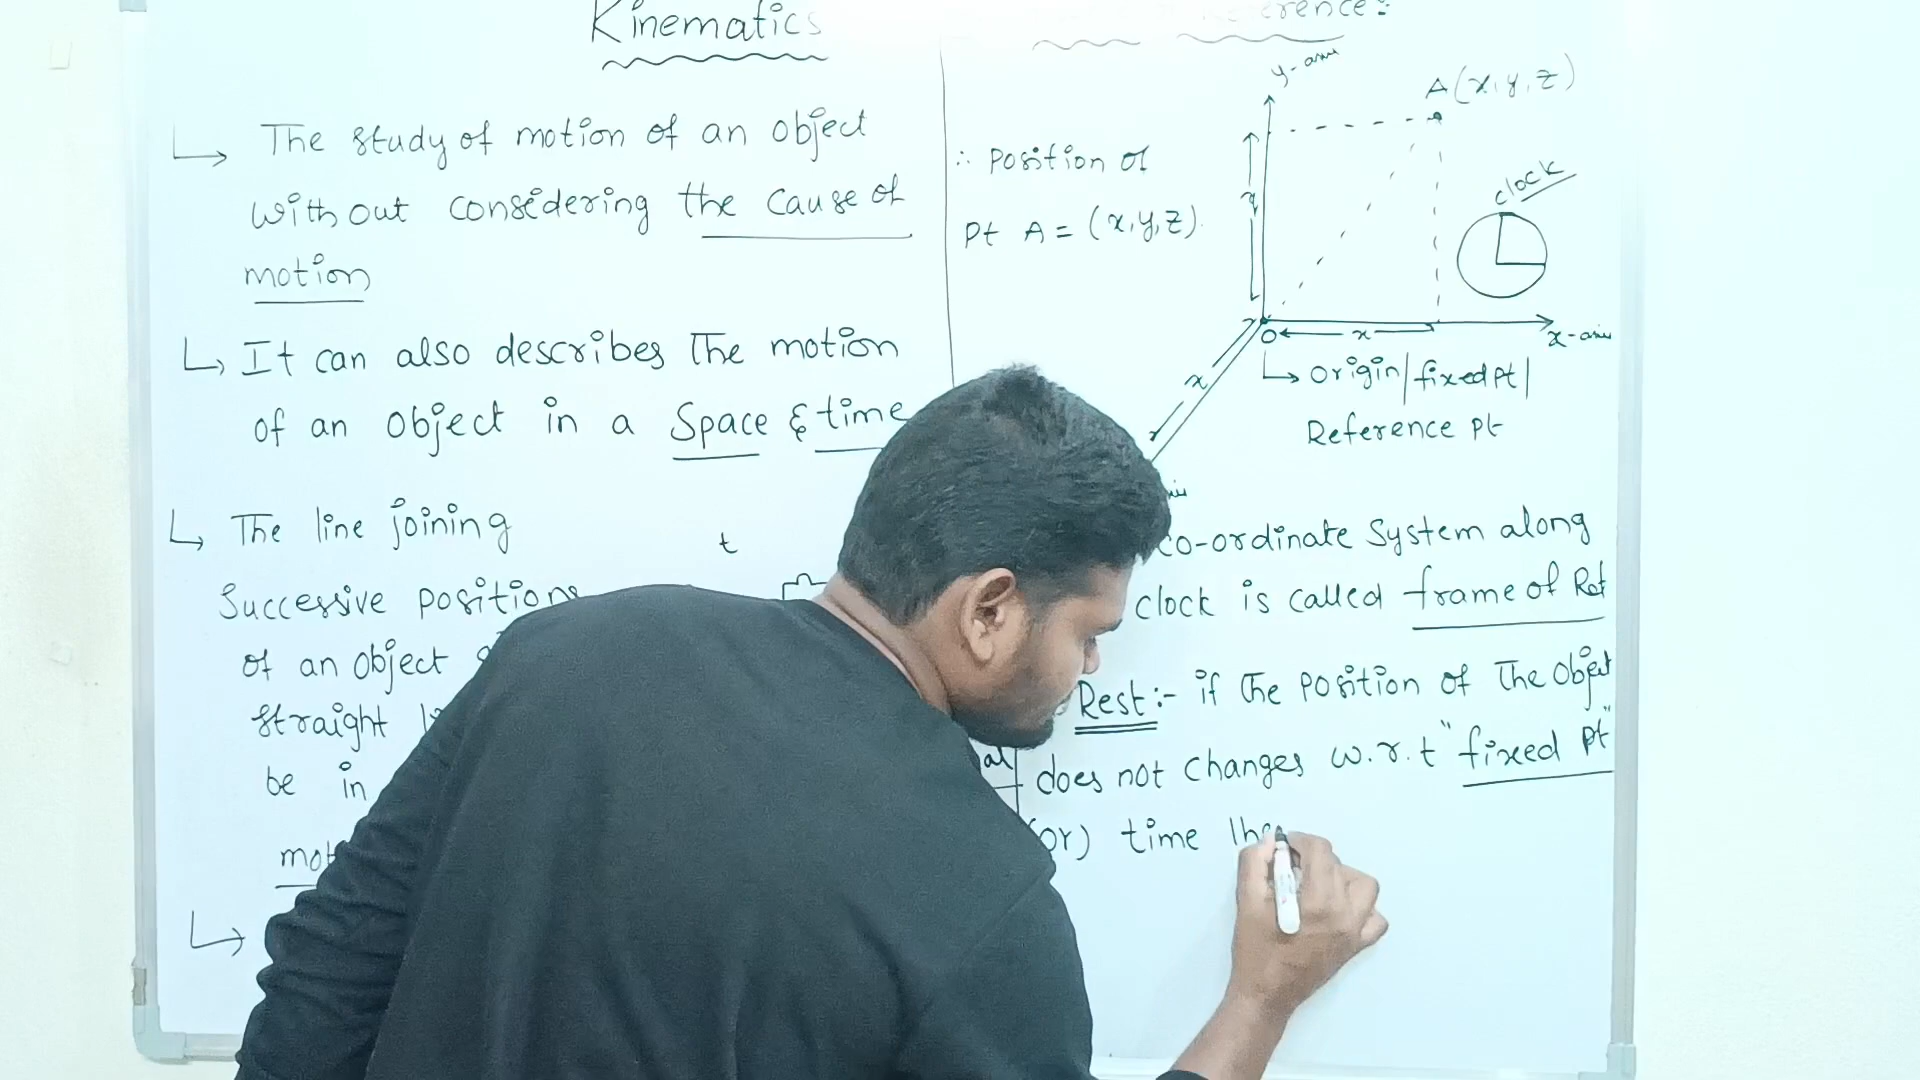 Kinematics
The study of motion of an object
without considering the cause of
motion
It can also describes The motion
of an object in a space & time
The line joining
Successive positions
of an object
straight
be in
t
∴ position of
pt A = (x,y,z).
y-axis
A(x,y,z)
clock
y
x
O
x
x-axis
origin/fixed pt/
Reference pt
co-ordinate System along
clock is called frame of Ref
Rest:- if the position of The object
does not changes w.r.t "fixed pt"
(or) time